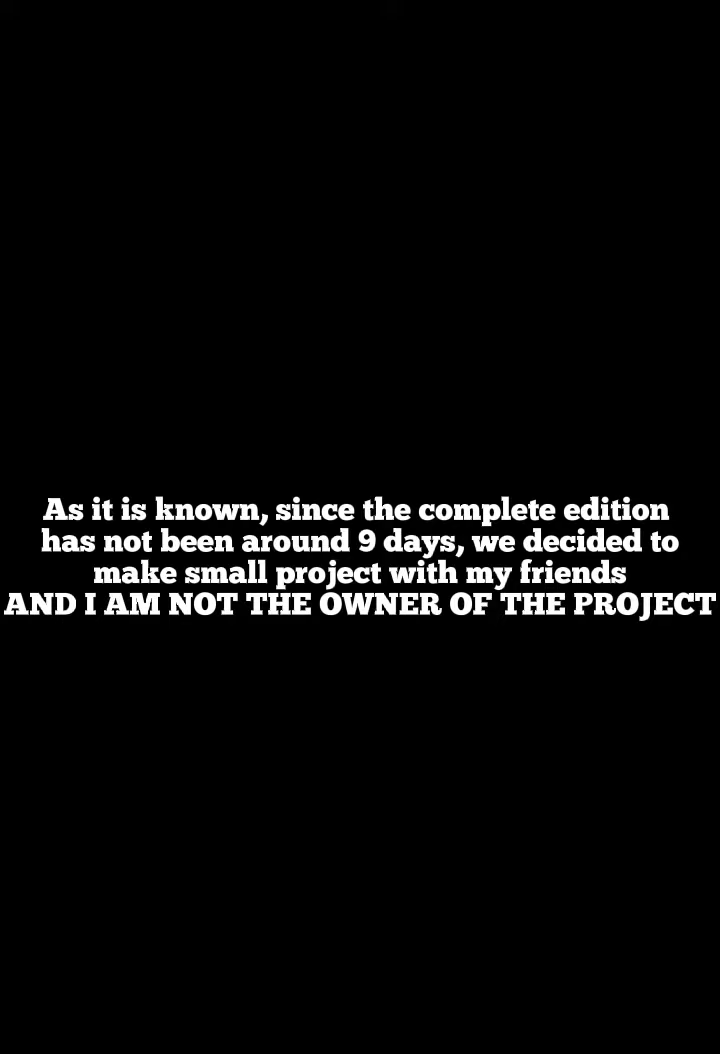 As it is known, since the complete edition
has not been around 9 days, we decided to
make small project with my friends
AND I AM NOT THE OWNER OF THE PROJECT